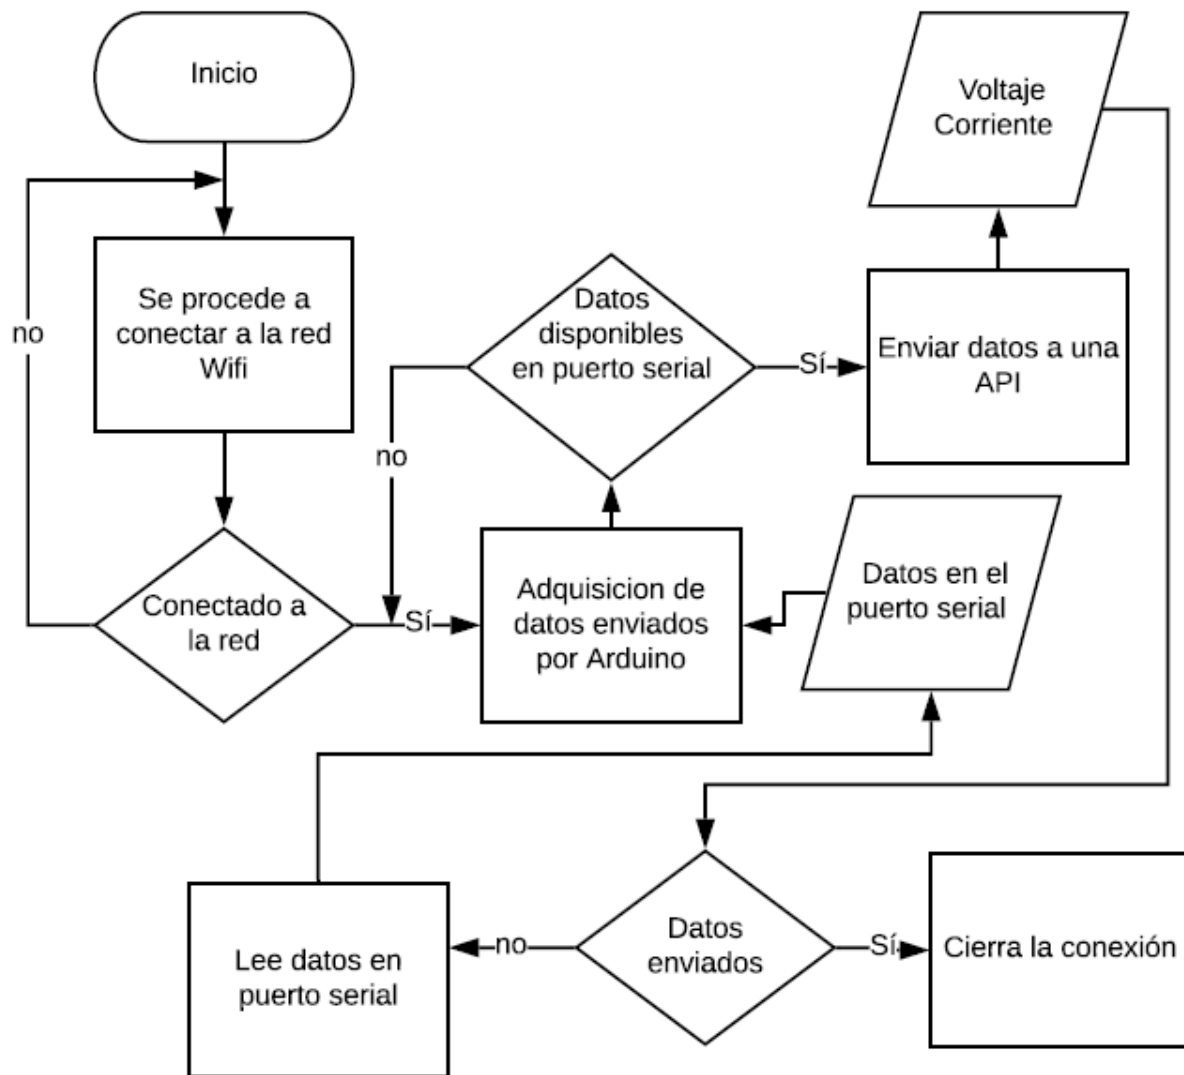 Inicio
Voltaje
Corriente
Se procede a
conectar a la red
Wifi
no
Datos
disponibles
en puerto serial
Sí
Enviar datos a una
API
no
Conectado a
la red
Sí
Adquisicion de
datos enviados
por Arduino
Datos en el
puerto serial
Lee datos en
puerto serial
no
Datos
enviados
Sí
Cierra la conexión